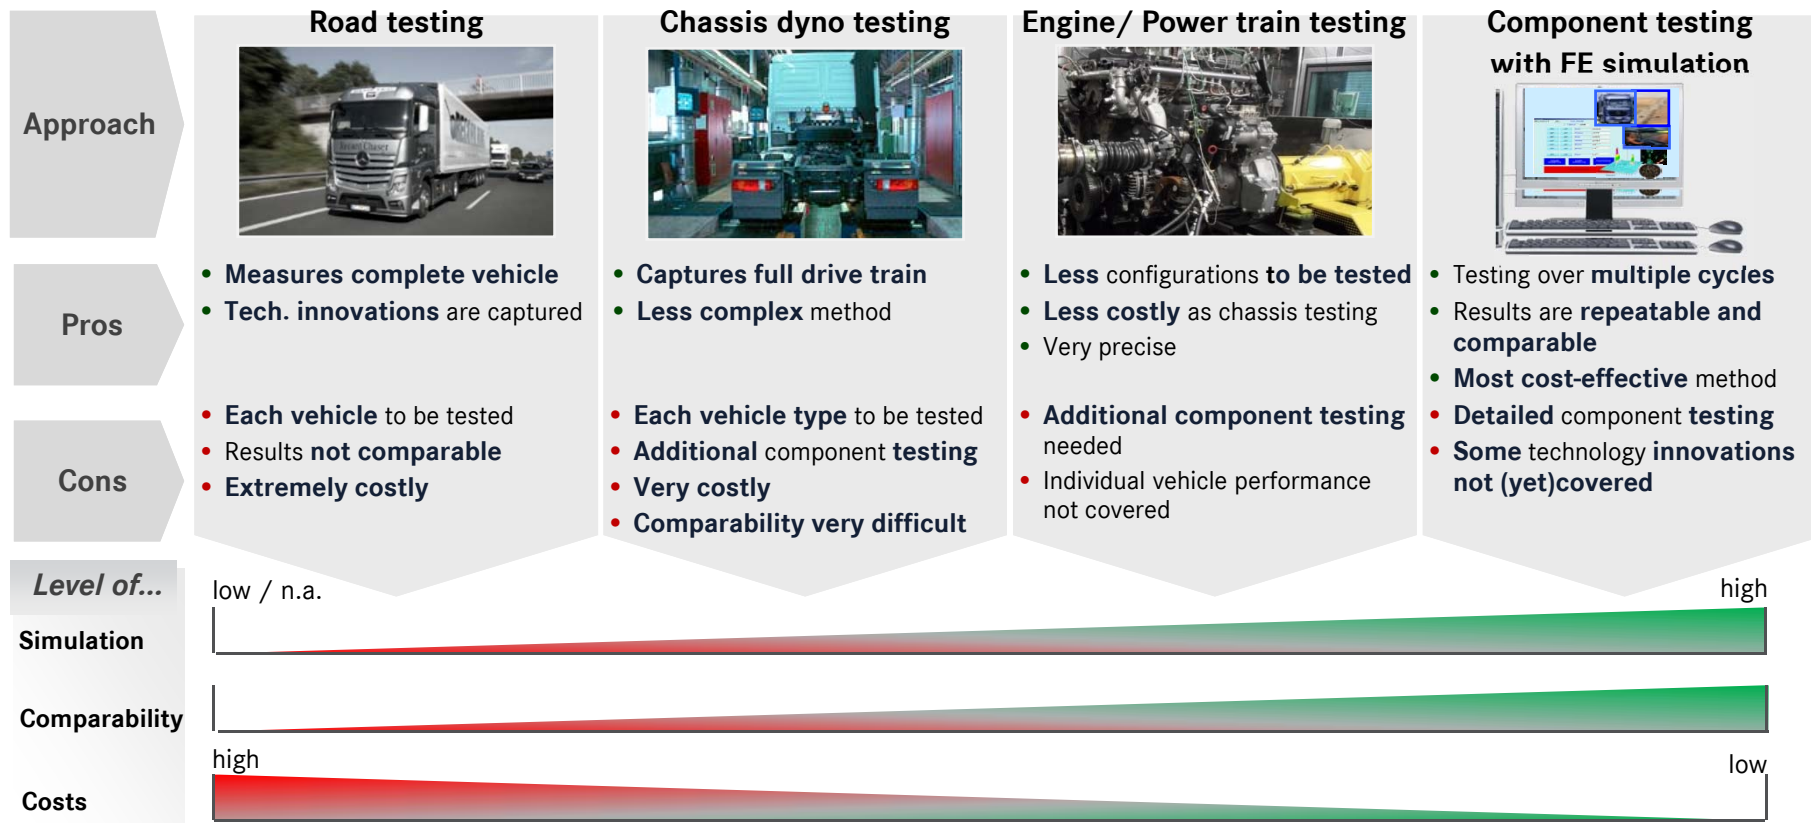 Road testing
Chassis dyno testing
Engine/ Power train testing
Component testing
with FE simulation
Approach
Pros
• Measures complete vehicle
• Tech. innovations are captured
• Captures full drive train
• Less complex method
• Less configurations to be tested
• Less costly as chassis testing
• Very precise
• Testing over multiple cycles
• Results are repeatable and
comparable
• Most cost-effective method
Cons
• Each vehicle to be tested
• Results not comparable
• Extremely costly
• Each vehicle type to be tested
• Additional component testing
• Very costly
• Comparability very difficult
• Additional component testing
needed
• Individual vehicle performance
not covered
• Detailed component testing
• Some technology innovations
not (yet)covered
Level of...
low / n.a.
high
Simulation
Comparability
high
low
Costs